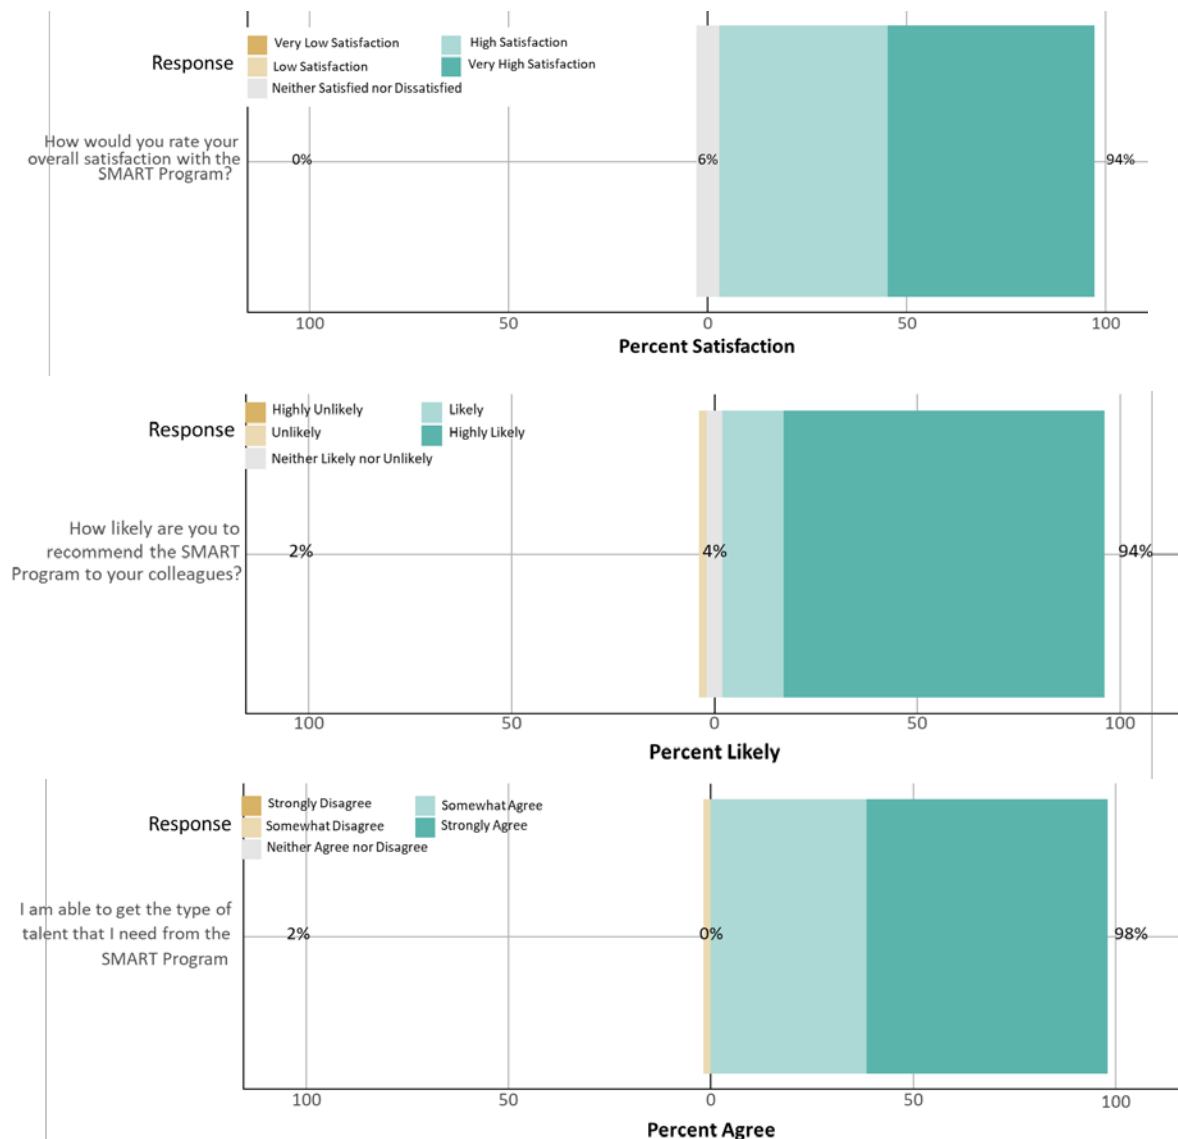 Response
Very Low Satisfaction
High Satisfaction
Low Satisfaction
Very High Satisfaction
Neither Satisfied nor Dissatisfied
How would you rate your
overall satisfaction with the
SMART Program?
0%
6%
94%
100
50
0
50
100
Percent Satisfaction
Response
Highly Unlikely
Likely
Unlikely
Highly Likely
Neither Likely nor Unlikely
How likely are you to
recommend the SMART
Program to your colleagues?
2%
4%
94%
100
50
0
50
100
Percent Likely
Response
Strongly Disagree
Somewhat Agree
Somewhat Disagree
Strongly Agree
Neither Agree nor Disagree
I am able to get the type of
talent that I need from the
SMART Program
2%
0%
98%
100
50
0
50
100
Percent Agree